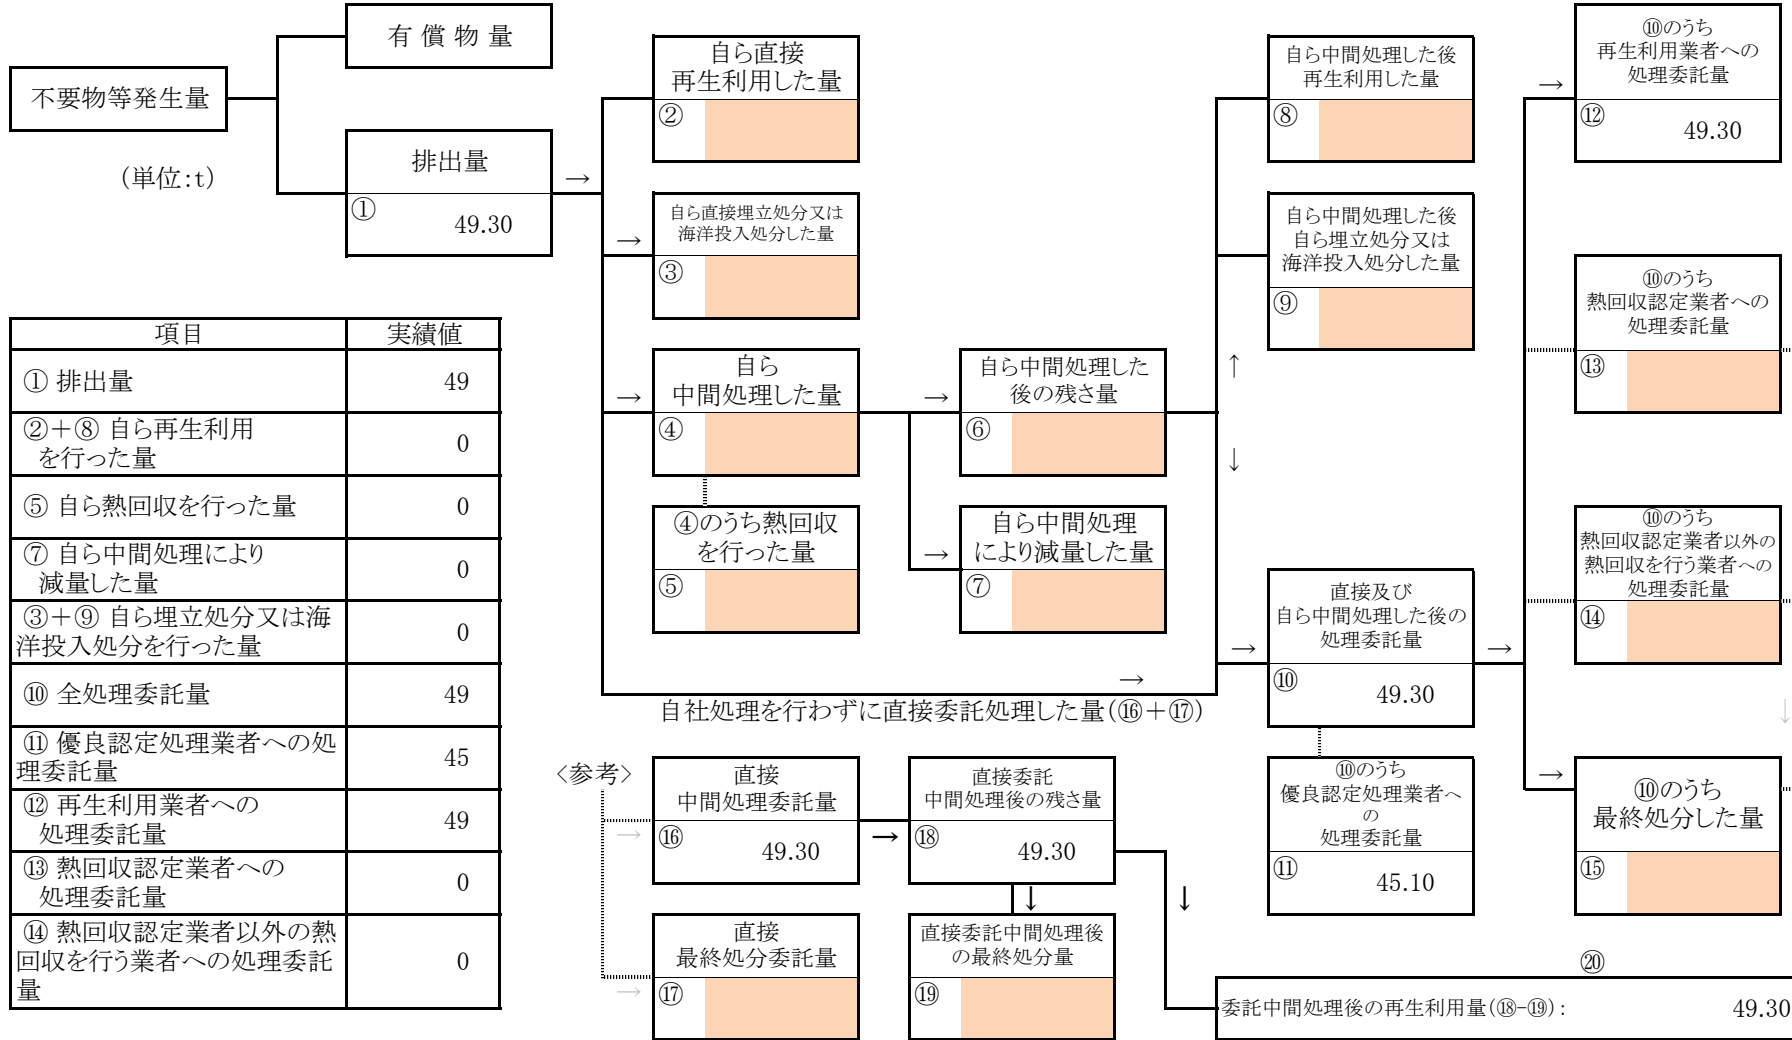 不要物等発生量
(単位:t)
有 償 物 量
排出量
①
49.30
→
自ら直接
再生利用した量
②
→
自ら直接埋立処分又は
海洋投入処分した量
③
→
自ら
中間処理した量
④
④のうち熱回収
を行った量
⑤
→
自ら中間処理した
後の残さ量
⑥
→
自ら中間処理
により減量した量
⑦
↑
↓
自ら中間処理した後
再生利用した量
⑧
自ら中間処理した後
自ら埋立処分又は
海洋投入処分した量
⑨
→
自社処理を行わずに直接委託処理した量(⑯+⑰)
→
直接及び
自ら中間処理した後の
処理委託量
⑩
49.30
→
⑩のうち
優良認定処理業者へ
の
処理委託量
⑪
45.10
→
⑩のうち
再生利用業者への
処理委託量
⑫
49.30
⑩のうち
熱回収認定業者への
処理委託量
⑬
⑩のうち
熱回収認定業者以外の
熱回収を行う業者への
処理委託量
⑭
↓
→
⑩のうち
最終処分した量
⑮
項目 実績値
① 排出量 49
②+⑧ 自ら再生利用
を行った量 0
⑤ 自ら熱回収を行った量 0
⑦ 自ら中間処理により
減量した量 0
③+⑨ 自ら埋立処分又は海
洋投入処分を行った量 0
⑩ 全処理委託量 49
⑪ 優良認定処理業者への処
理委託量 45
⑫ 再生利用業者への
処理委託量 49
⑬ 熱回収認定業者への
処理委託量 0
⑭ 熱回収認定業者以外の熱
回収を行う業者への処理委託
量 0
〈参考〉
→
直接
中間処理委託量
⑯
49.30
→
直接委託
中間処理後の残さ量
⑱
49.30
↓
↓
→
直接
最終処分委託量
⑰
直接委託中間処理後
の最終処分量
⑲
⑳
委託中間処理後の再生利用量(⑱-⑲): 49.30